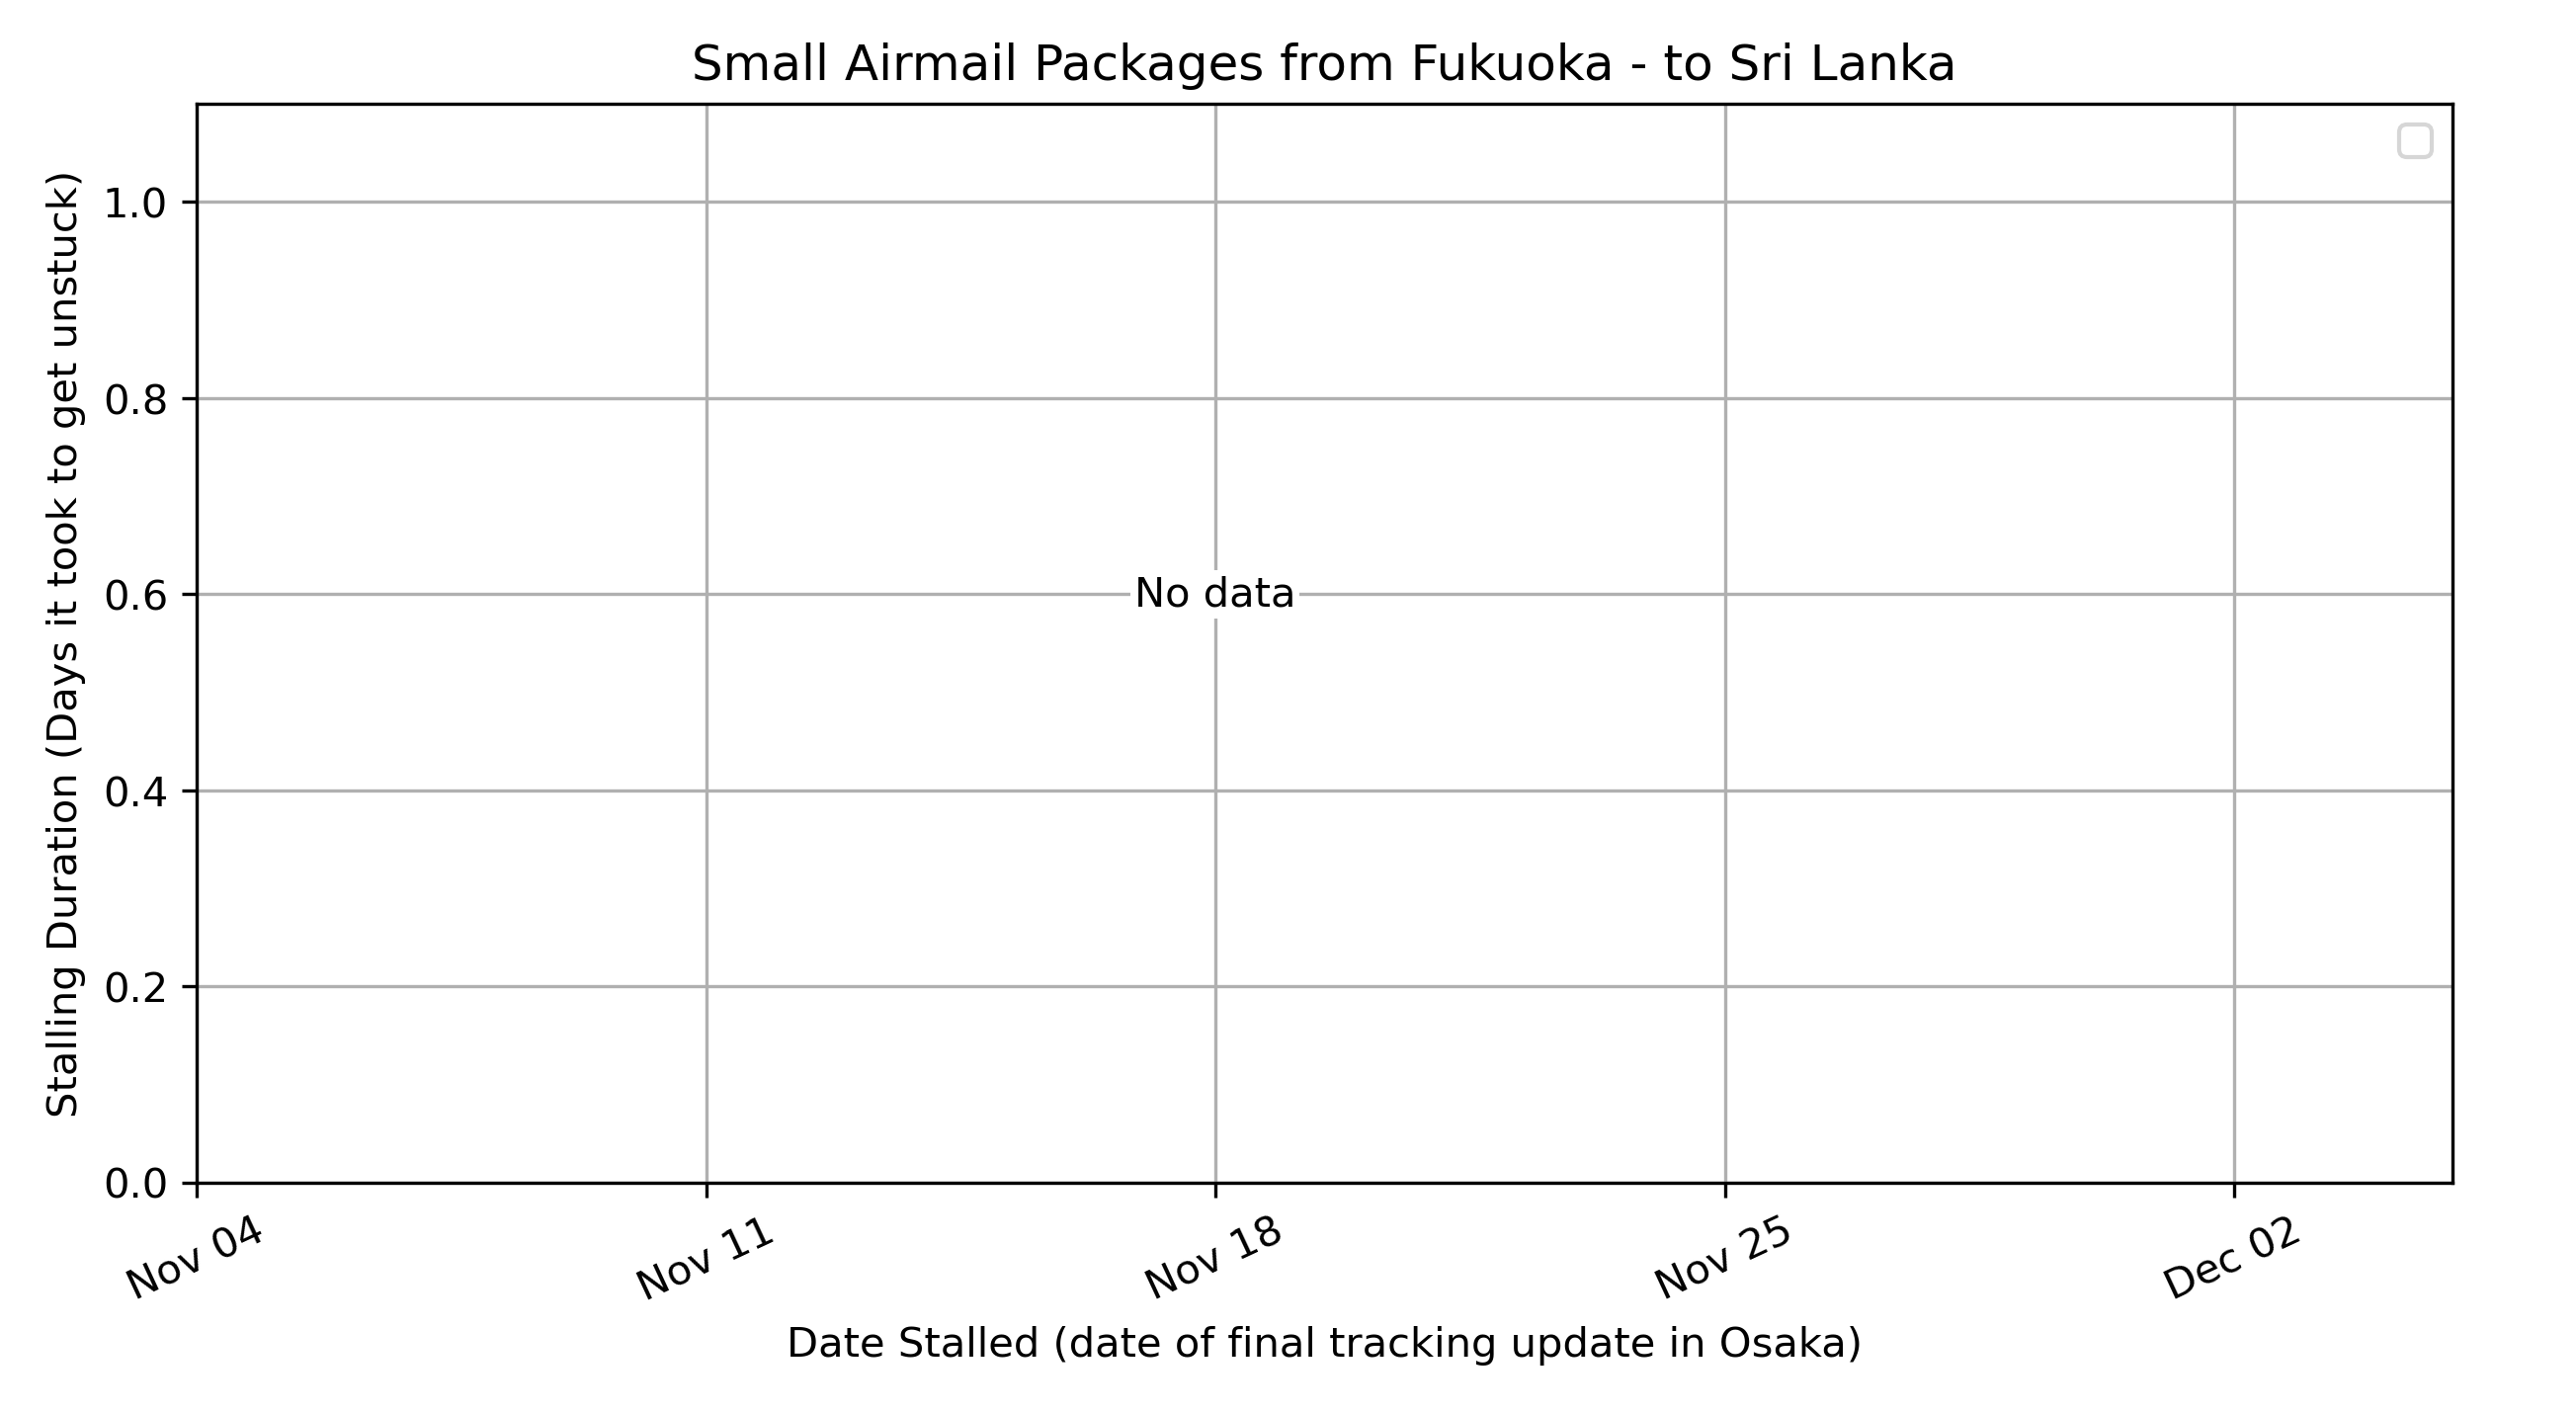 Small Airmail Packages from Fukuoka - to Sri Lanka
Stalling Duration (Days it took to get unstuck)
1.0
0.8
0.6
0.4
0.2
0.0
No data
Nov 04
Nov 11
Nov 18
Nov 25
Dec 02
Date Stalled (date of final tracking update in Osaka)